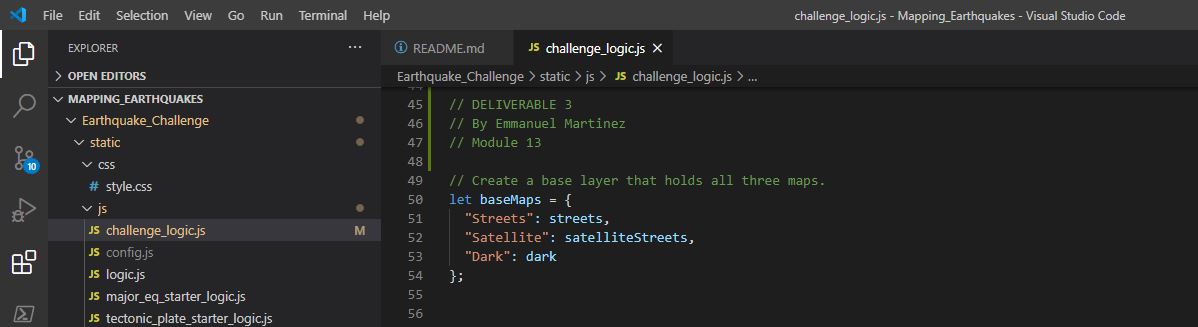 File Edit Selection View Go Run Terminal Help challenge_logic.js - Mapping_Earthquakes - Visual Studio Code
EXPLORER ...
OPEN EDITORS
MAPPING_EARTHQUAKES
Earthquake_Challenge
static
css
# style.css
js
JS challenge_logic.js M
JS config.js
JS logic.js
JS major_eq_starter_logic.js
JS tectonic_plate_starter_logic.js
10
README.md JS challenge_logic.js
Earthquake_Challenge > static > js > JS challenge_logic.js > ...
44
45 // DELIVERABLE 3
46 // By Emmanuel Martinez
47 // Module 13
48
49 // Create a base layer that holds all three maps.
50 let baseMaps = {
51 "Streets": streets,
52 "Satellite": satelliteStreets,
53 "Dark": dark
54 };
55
56